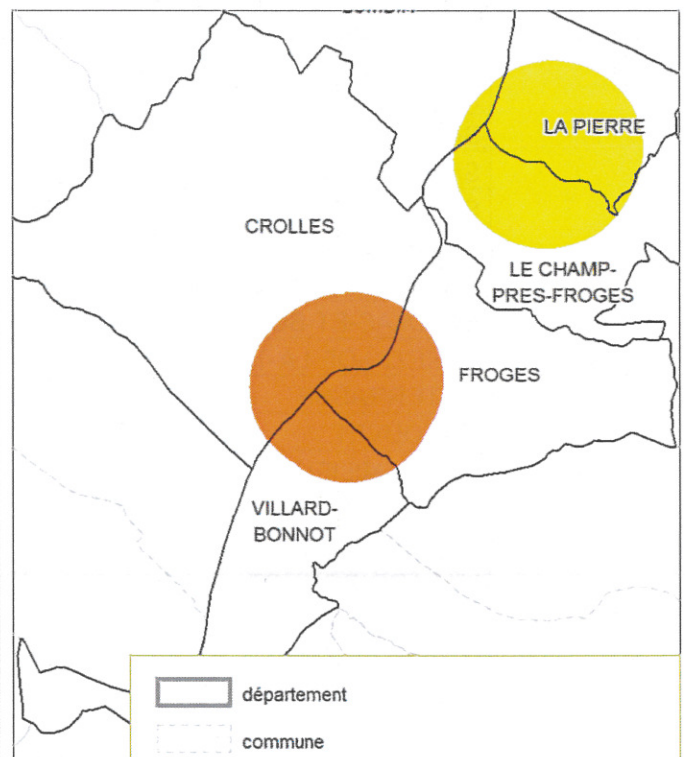 LA PIERRE
CROLLES
LE CHAMP-
PRES-FROGES
FROGES
VILLARD-
BONNOT
département
commune